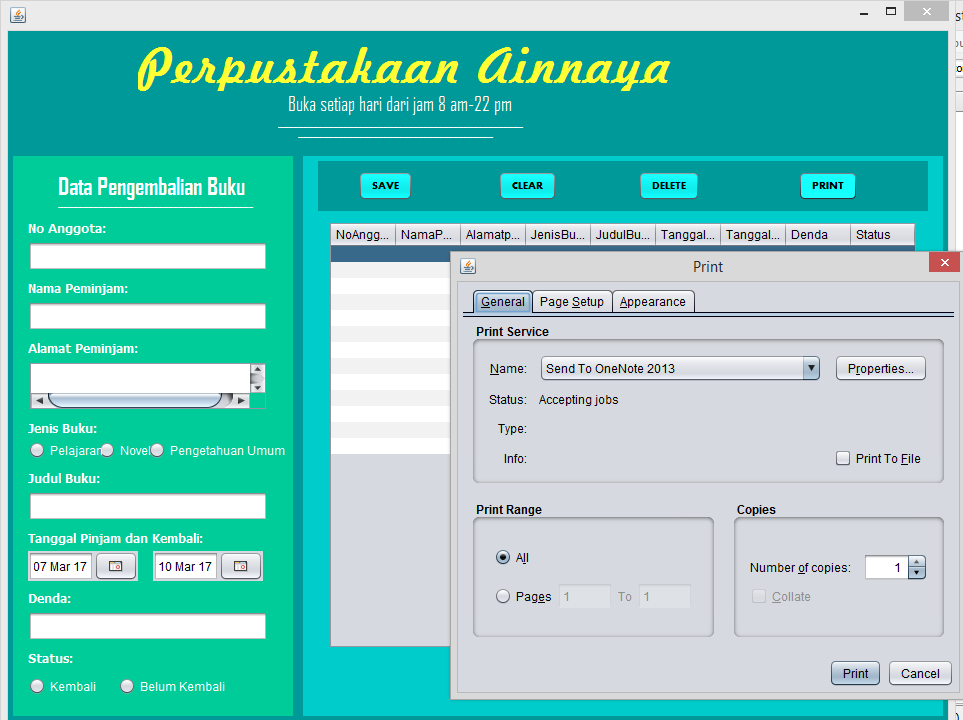 Perpustakaan Ainnaya
Buka setiap hari dari jam 8 am-22 pm
Data Pengembalian Buku
No Anggota:
Nama Peminjam:
Alamat Peminjam:
Jenis Buku:
Pelajaran Novel Pengetahuan Umum
Judul Buku:
Tanggal Pinjam dan Kembali:
07 Mar 17 10 Mar 17
Denda:
Status:
Kembali Belum Kembali
SAVE CLEAR DELETE PRINT
NoAngg... NamaP... Alamatp... JenisBu... JudulBu... Tanggal... Tanggal... Denda Status
Print
General Page Setup Appearance
Print Service
Name: Send To OneNote 2013 Properties...
Status: Accepting jobs
Type:
Info: Print To File
Print Range
All
Pages 1 To 1
Copies
Number of copies: 1
Collate
Print Cancel